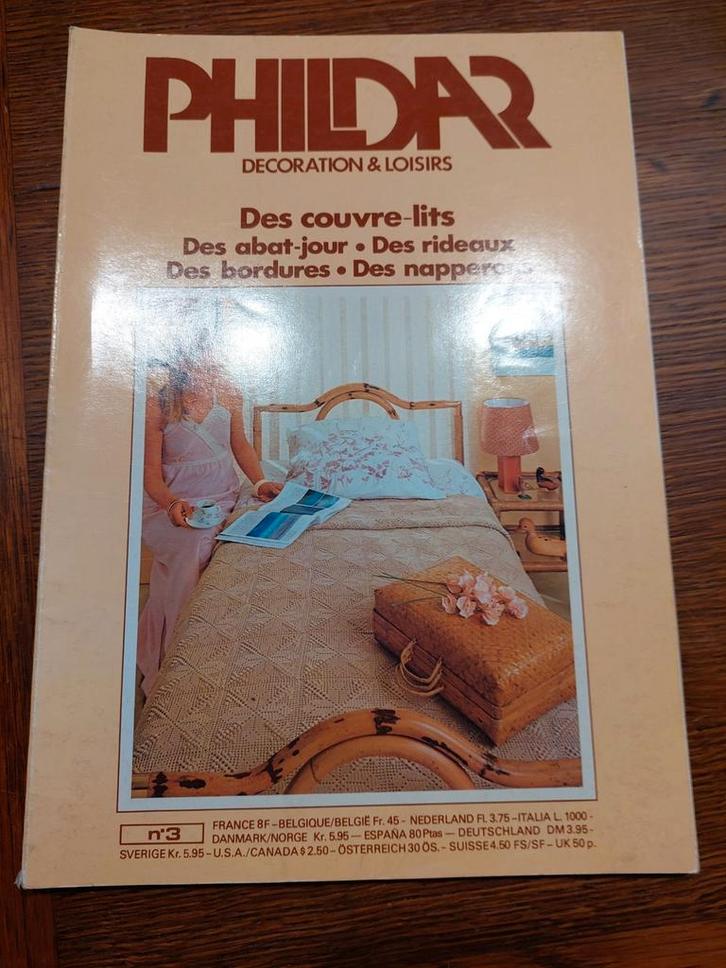 PHILDAR
DECORATION & LOISIRS
Des couvre-lits
Des abat-jour • Des rideaux
Des bordures • Des napperons
n°3
FRANCE 8F – BELGIQUE/BELGIË Fr. 45 - NEDERLAND Fl. 3.75 – ITALIA L. 1000 -
DANMARK/NORGE Kr. 5.95 — ESPAÑA 80 Ptas — DEUTSCHLAND DM 3.95 -
SVERIGE Kr. 5.95 – U.S.A./CANADA $ 2.50 – ÖSTERREICH 30 ÖS. – SUISSE 4.50 FS/SF – UK 50 p.